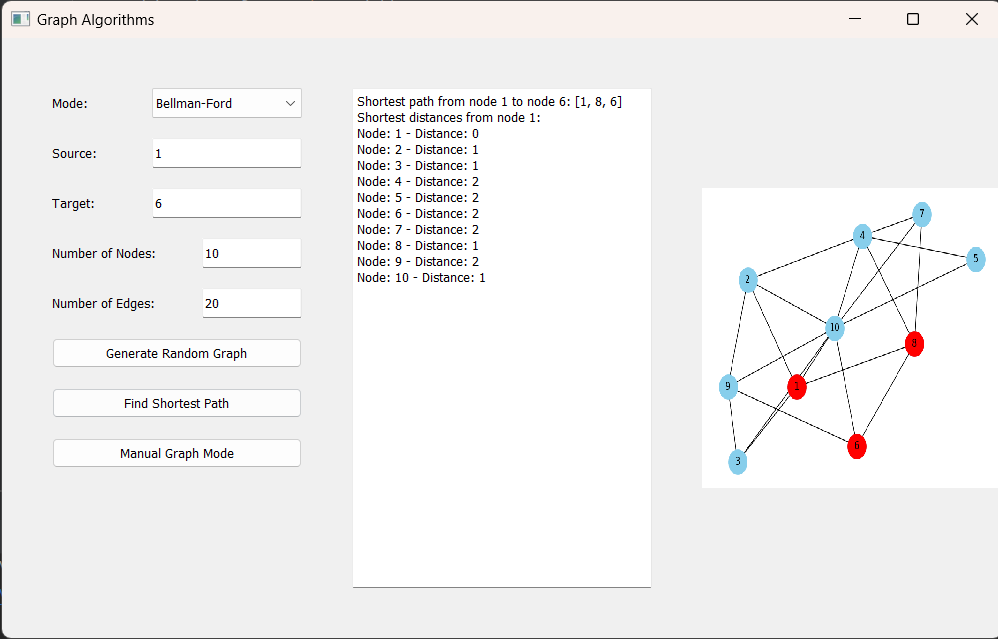 Graph Algorithms
Mode:
Bellman-Ford
Source:
1
Target:
6
Number of Nodes:
10
Number of Edges:
20
Generate Random Graph
Find Shortest Path
Manual Graph Mode
Shortest path from node 1 to node 6: [1, 8, 6]
Shortest distances from node 1:
Node: 1 - Distance: 0
Node: 2 - Distance: 1
Node: 3 - Distance: 1
Node: 4 - Distance: 2
Node: 5 - Distance: 2
Node: 6 - Distance: 2
Node: 7 - Distance: 2
Node: 8 - Distance: 1
Node: 9 - Distance: 2
Node: 10 - Distance: 1
7
4
5
2
10
8
9
1
6
3